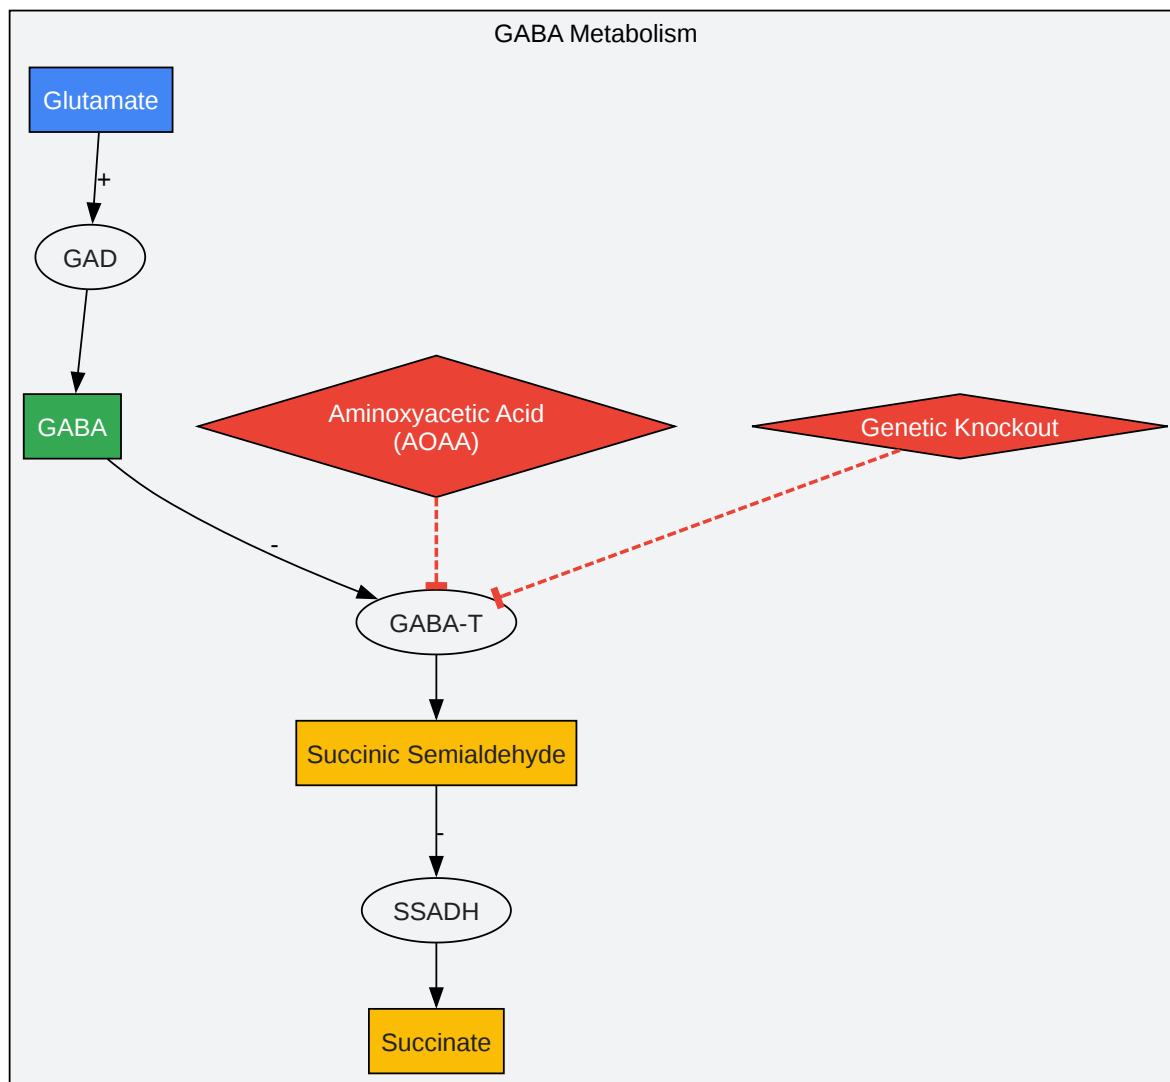 GABA Metabolism
Glutamate
+
GAD
GABA
Aminoxyacetic Acid
(AOAA)
Genetic Knockout
-
GABA-T
Succinic Semialdehyde
-
SSADH
Succinate